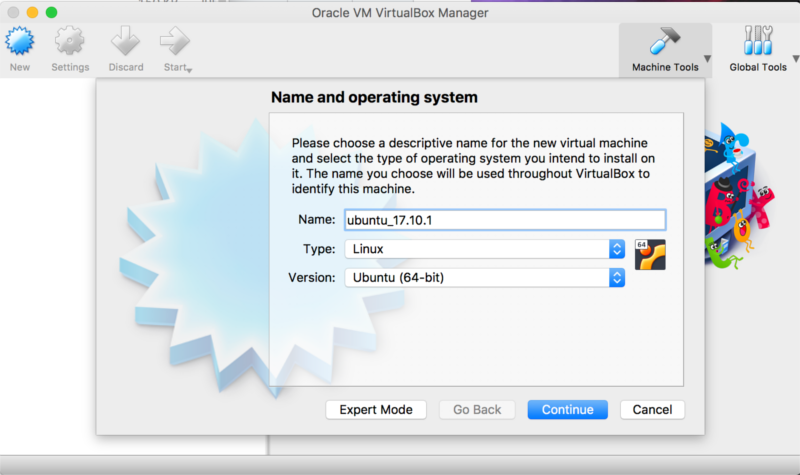 Oracle VM VirtualBox Manager
New
Settings
Discard
Start
Machine Tools
Global Tools
Name and operating system
Please choose a descriptive name for the new virtual machine
and select the type of operating system you intend to install on
it. The name you choose will be used throughout VirtualBox to
identify this machine.
Name: ubuntu_17.10.1
Type: Linux
64
Version: Ubuntu (64-bit)
Expert Mode
Go Back
Continue
Cancel